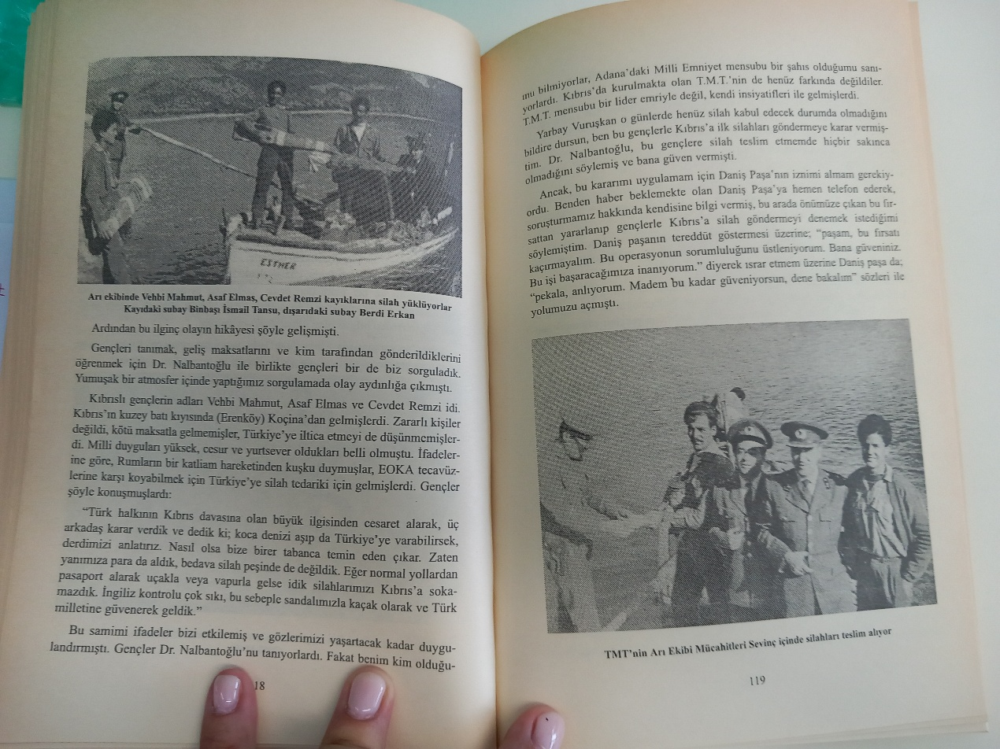 ESTHER
Arı ekibinde Vehbi Mahmut, Asaf Elmas, Cevdet Remzi kayıklarına silah yüklüyorlar
Kayıdaki subay Binbaşı İsmail Tansu, dışarıdaki subay Berdi Erkan
Ardından bu ilginç olayın hikâyesi şöyle gelişmişti.
Gençleri tanımak, geliş maksatlarını ve kim tarafından gönderildiklerini
öğrenmek için Dr. Nalbantoğlu ile birlikte gençleri bir de biz sorguladık.
Yumuşak bir atmosfer içinde yaptığımız sorgulamada olay aydınlığa çıkmıştı.
Kıbrıslı gençlerin adları Vehbi Mahmut, Asaf Elmas ve Cevdet Remzi idi.
Kıbrıs'ın kuzey batı kıyısında (Erenköy) Koçina'dan gelmişlerdi. Zararlı kişiler
değildi, kötü maksatla gelmemişler, Türkiye'ye iltica etmeyi de düşünmemişler-
di. Milli duyguları yüksek, cesur ve yurtsever oldukları belli olmuştu. İfadeler-
ine göre, Rumların bir katliam hareketinden kuşku duymuşlar, EOKA tecavüz-
lerine karşı koyabilmek için Türkiye'ye silah tedariki için gelmişlerdi. Gençler
şöyle konuşmuşlardı:
"Türk halkının Kıbrıs davasına olan büyük ilgisinden cesaret alarak, üç
arkadaş karar verdik ve dedik ki; koca denizi aşıp da Türkiye'ye varabilirsek,
derdimizi anlatırız. Nasıl olsa bize birer tabanca temin eden çıkar. Zaten
yanımıza para da aldık, bedava silah peşinde de değildik. Eğer normal yollardan
pasaport alarak uçakla veya vapurla gelse idik silahlarımızı Kıbrıs'a soka-
mazdık. İngiliz kontrolu çok sıkı, bu sebeple sandalımızla kaçak olarak ve Türk
milletine güvenerek geldik."
Bu samimi ifadeler bizi etkilemiş ve gözlerimizi yaşartacak kadar duygu-
landırmıştı. Gençler Dr. Nalbantoğlu'nu tanıyorlardı. Fakat benim kim olduğu-
18
mu bilmiyorlar, Adana'daki Milli Emniyet mensubu bir şahıs olduğumu sanı-
yorlardı. Kıbrıs'da kurulmakta olan T.M.T.'nin de henüz farkında değildiler.
T.M.T. mensubu bir lider emriyle değil, kendi insiyatifleri ile gelmişlerdi.
Yarbay Vuruşkan o günlerde henüz silah kabul edecek durumda olmadığını
bildire dursun, ben bu gençlerle Kıbrıs'a ilk silahları göndermeye karar vermiş-
tim. Dr. Nalbantoğlu, bu gençlere silah teslim etmemde hiçbir sakınca
olmadığını söylemiş ve bana güven vermişti.
Ancak, bu kararımı uygulamam için Daniş Paşa'nın iznimi almam gerekiy-
ordu. Benden haber beklemekte olan Daniş Paşa'ya hemen telefon ederek,
soruşturmamız hakkında kendisine bilgi vermiş, bu arada önümüze çıkan bu fır-
sattan yararlanıp gençlerle Kıbrıs'a silah göndermeyi denemek istediğimi
söylemiştim. Daniş paşanın tereddüt göstermesi üzerine; "paşam, bu fırsatı
kaçırmayalım. Bu operasyonun sorumluluğunu üstleniyorum. Bana güveniniz.
Bu işi başaracağımıza inanıyorum." diyerek ısrar etmem üzerine Daniş paşa da;
"pekala, anlıyorum. Madem bu kadar güveniyorsun, dene bakalım" sözleri ile
yolumuzu açmıştı.
TMT'nin Arı Ekibi Mücahitleri Sevinç içinde silahları teslim alıyor
119